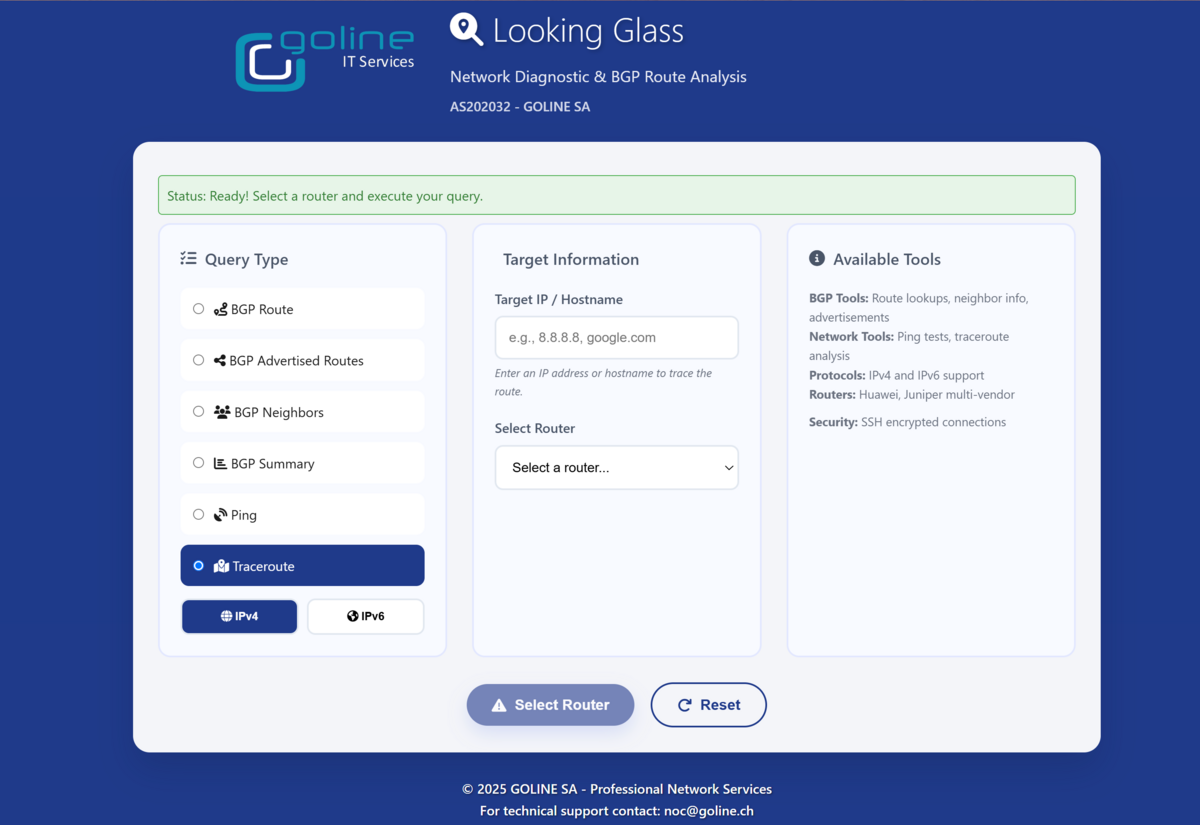 goline
IT Services
Looking Glass
Network Diagnostic & BGP Route Analysis
AS202032 - GOLINE SA
Status: Ready! Select a router and execute your query.
Query Type
BGP Route
BGP Advertised Routes
BGP Neighbors
BGP Summary
Ping
Traceroute
IPv4
IPv6
Target Information
Target IP / Hostname
e.g., 8.8.8.8, google.com
Enter an IP address or hostname to trace the
route.
Select Router
Select a router...
Available Tools
BGP Tools: Route lookups, neighbor info,
advertisements
Network Tools: Ping tests, traceroute
analysis
Protocols: IPv4 and IPv6 support
Routers: Huawei, Juniper multi-vendor
Security: SSH encrypted connections
Select Router
Reset
© 2025 GOLINE SA - Professional Network Services
For technical support contact: noc@goline.ch